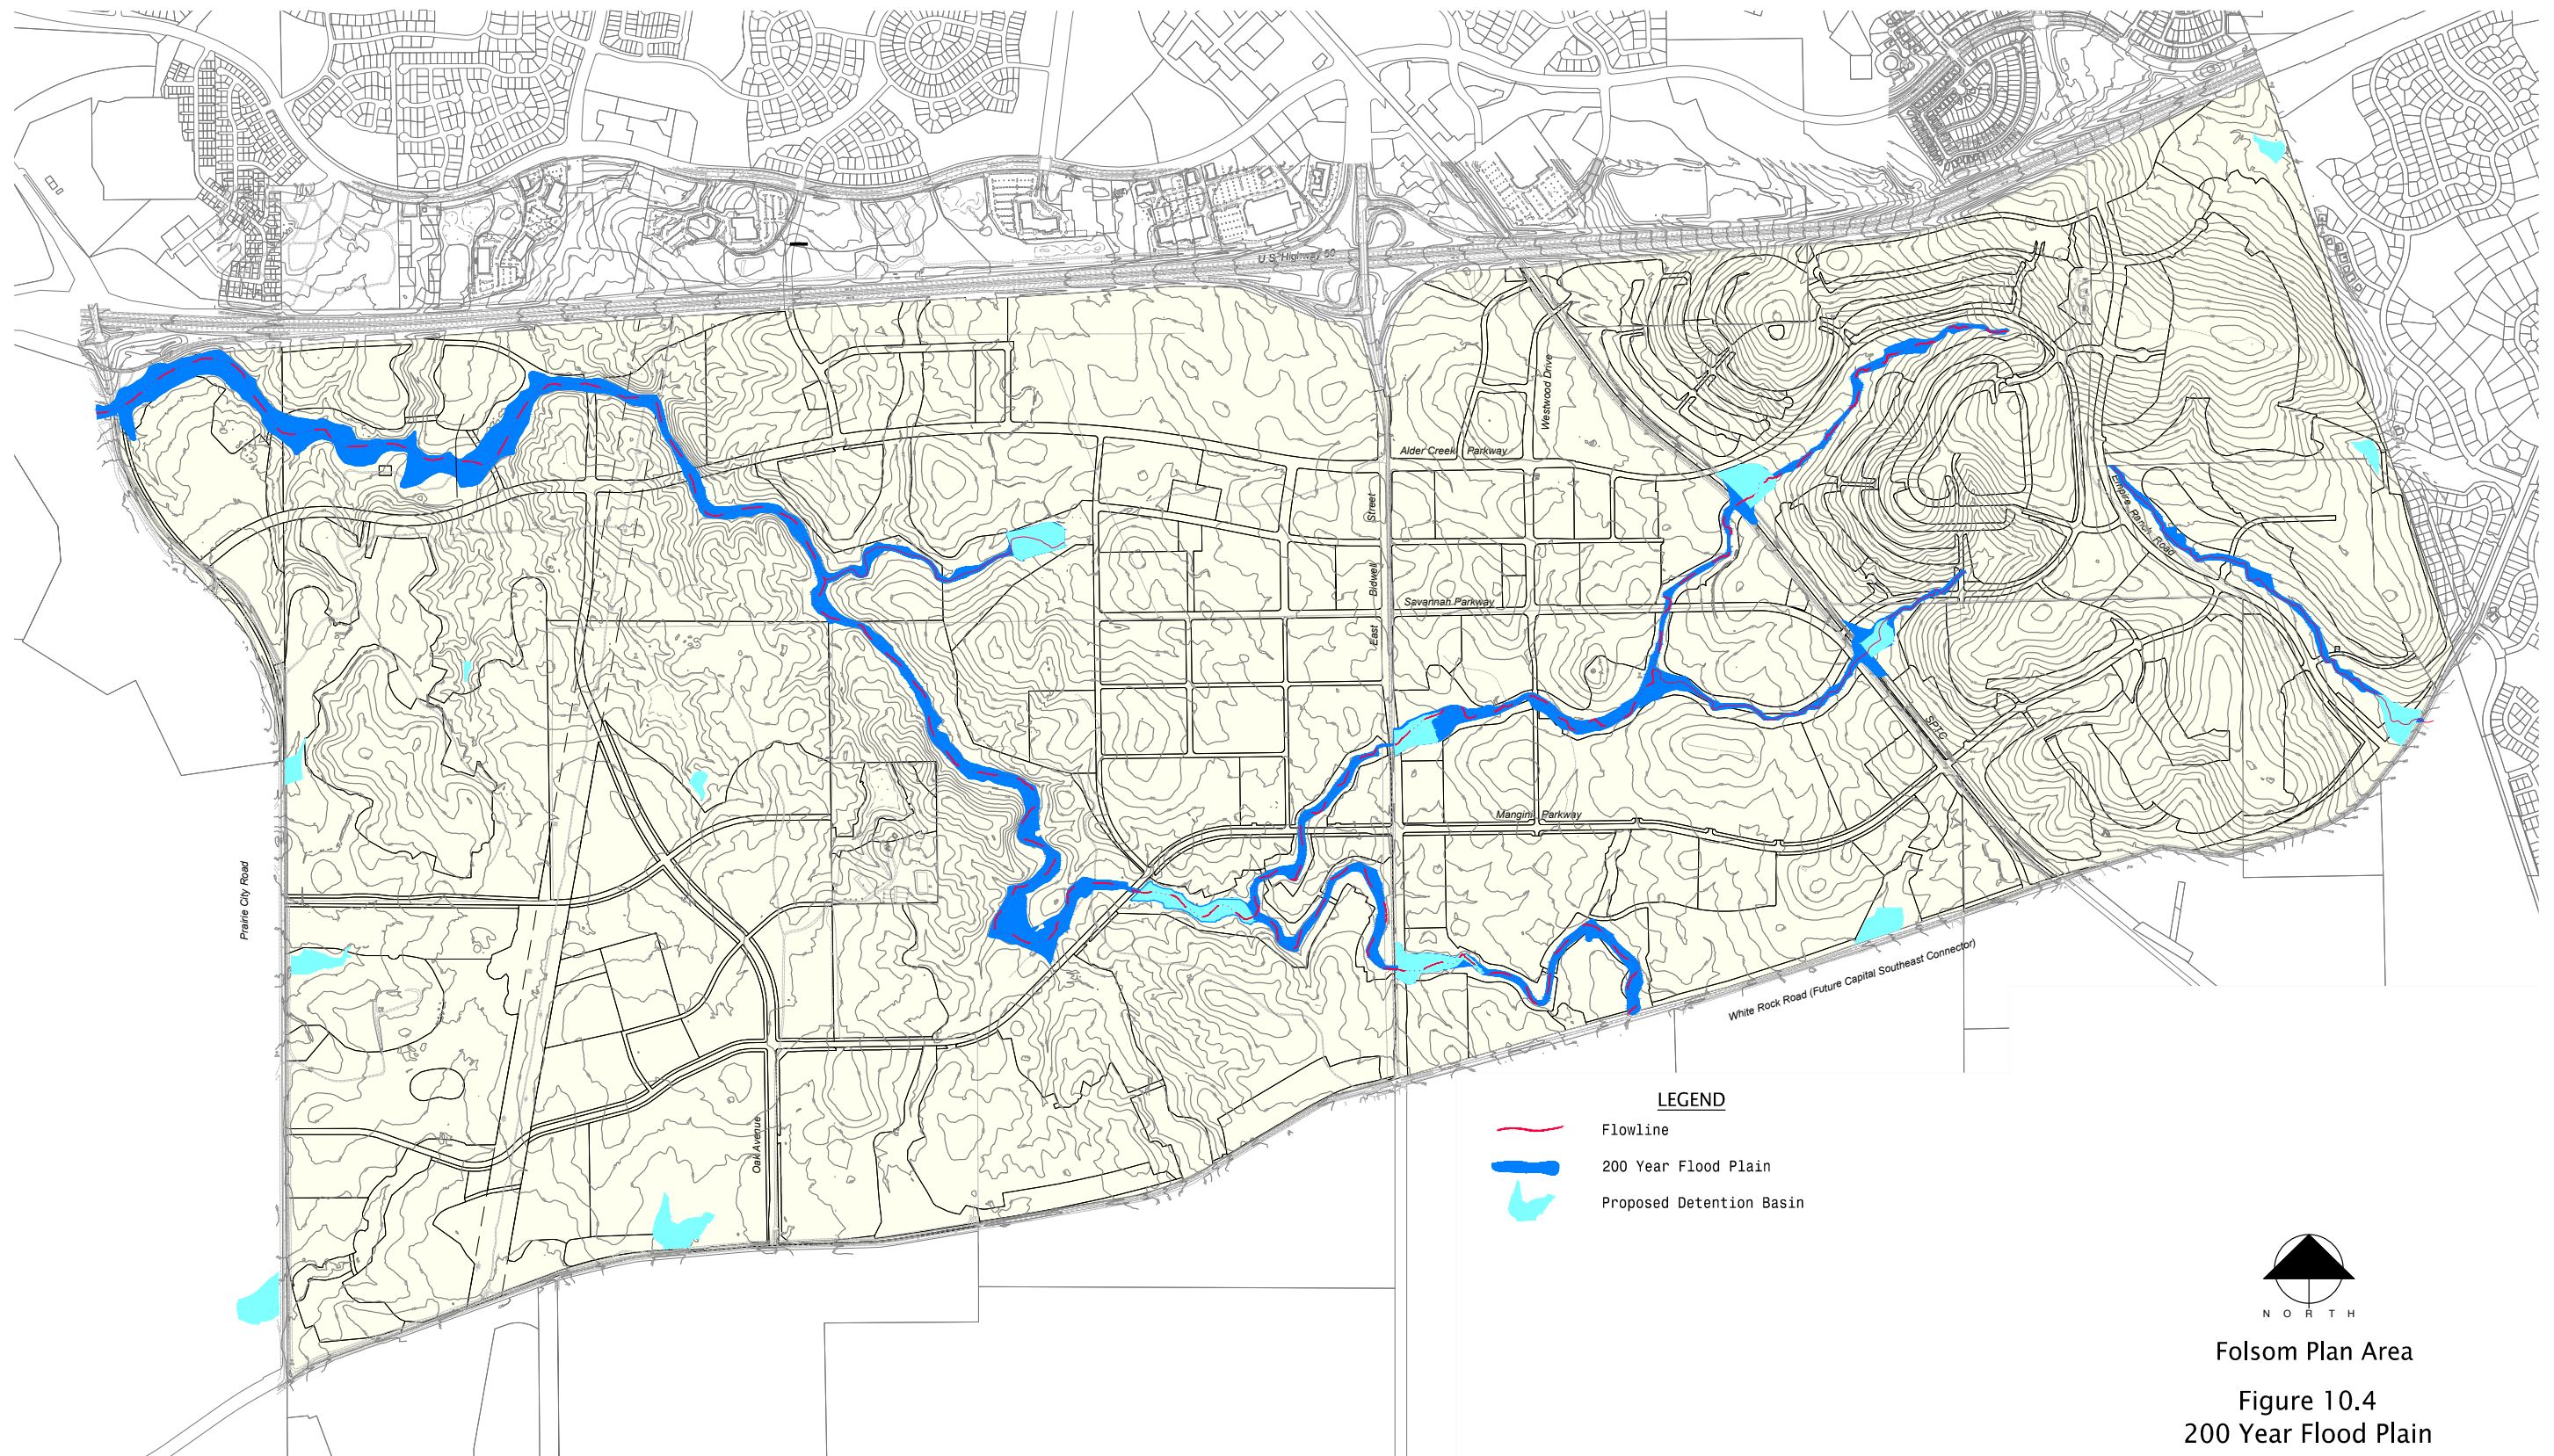 U.S. Highway 50
Westwood Drive
Alder Creek Parkway
Street
Bidwell
East
Empire Ranch Road
Savannah Parkway
SPTC
Mangini Parkway
Prairie City Road
White Rock Road (Future Capital Southeast Connector)
Oak Avenue
LEGEND
Flowline
200 Year Flood Plain
Proposed Detention Basin
N O R T H
Folsom Plan Area
Figure 10.4
200 Year Flood Plain